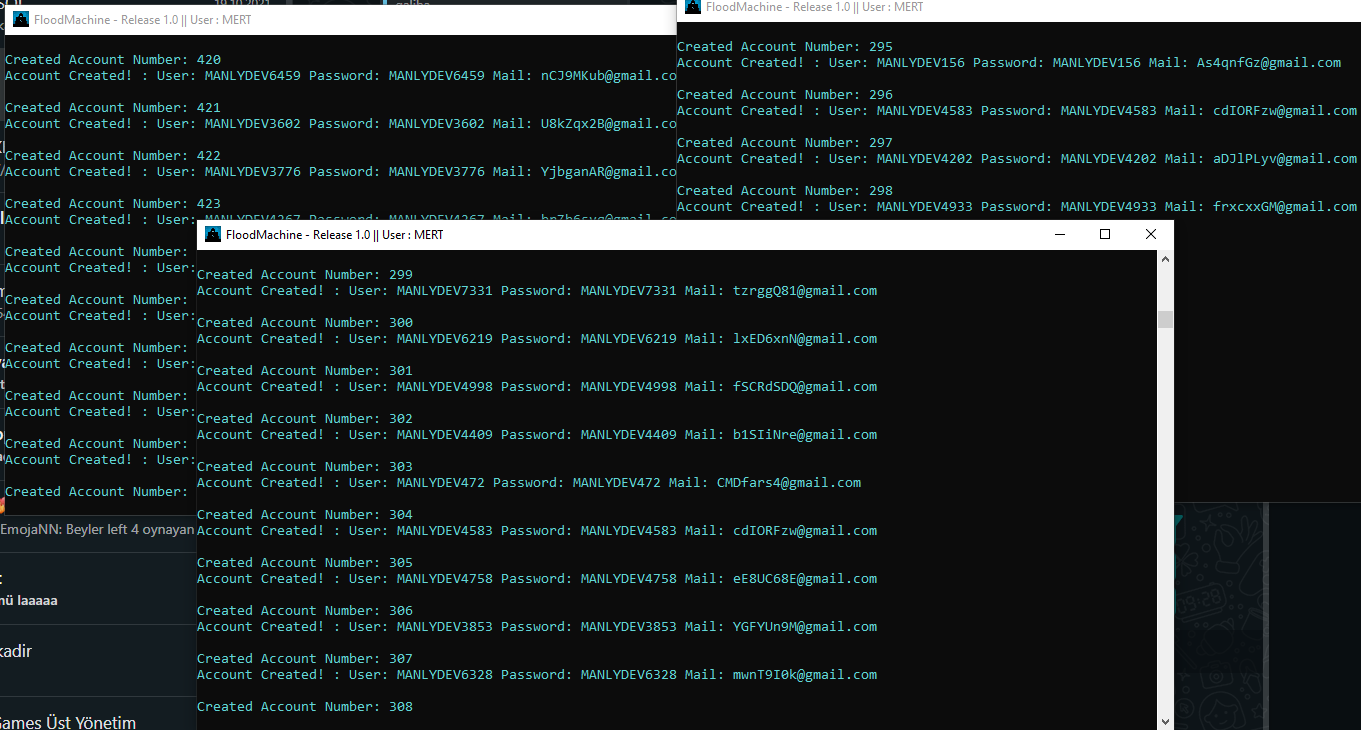 19.10.2021
galiba
FloodMachine - Release 1.0 || User : MERT
Created Account Number: 420
Account Created! : User: MANLYDEV6459 Password: MANLYDEV6459 Mail: nCJ9MKub@gmail.co
Created Account Number: 421
Account Created! : User: MANLYDEV3602 Password: MANLYDEV3602 Mail: U8kZqx2B@gmail.co
Created Account Number: 422
Account Created! : User: MANLYDEV3776 Password: MANLYDEV3776 Mail: YjbganAR@gmail.co
Created Account Number: 423
Account Created! : User: MANLYDEV4267 Password: MANLYDEV4267 Mail:
Created Account Number:
Account Created! : User:
Created Account Number:
Account Created! : User:
Created Account Number:
Account Created! : User:
Created Account Number:
Account Created! : User:
Created Account Number:
Account Created! : User:
Created Account Number:
FloodMachine - Release 1.0 || User : MERT
Created Account Number: 295
Account Created! : User: MANLYDEV156 Password: MANLYDEV156 Mail: As4qnfGz@gmail.com
Created Account Number: 296
Account Created! : User: MANLYDEV4583 Password: MANLYDEV4583 Mail: cdIORFzw@gmail.com
Created Account Number: 297
Account Created! : User: MANLYDEV4202 Password: MANLYDEV4202 Mail: aDJlPLyv@gmail.com
Created Account Number: 298
Account Created! : User: MANLYDEV4933 Password: MANLYDEV4933 Mail: frxcxxGM@gmail.com
FloodMachine - Release 1.0 || User : MERT
Created Account Number: 299
Account Created! : User: MANLYDEV7331 Password: MANLYDEV7331 Mail: tzrggQ81@gmail.com
Created Account Number: 300
Account Created! : User: MANLYDEV6219 Password: MANLYDEV6219 Mail: lxED6xnN@gmail.com
Created Account Number: 301
Account Created! : User: MANLYDEV4998 Password: MANLYDEV4998 Mail: fSCRdSDQ@gmail.com
Created Account Number: 302
Account Created! : User: MANLYDEV4409 Password: MANLYDEV4409 Mail: b1SIiNre@gmail.com
Created Account Number: 303
Account Created! : User: MANLYDEV472 Password: MANLYDEV472 Mail: CMDfars4@gmail.com
Created Account Number: 304
Account Created! : User: MANLYDEV4583 Password: MANLYDEV4583 Mail: cdIORFzw@gmail.com
Created Account Number: 305
Account Created! : User: MANLYDEV4758 Password: MANLYDEV4758 Mail: eE8UC68E@gmail.com
Created Account Number: 306
Account Created! : User: MANLYDEV3853 Password: MANLYDEV3853 Mail: YGFYUn9M@gmail.com
Created Account Number: 307
Account Created! : User: MANLYDEV6328 Password: MANLYDEV6328 Mail: mwnT9I0k@gmail.com
Created Account Number: 308
EmojaNN: Beyler left 4 oynayan
nü laaaaa
kadir
Games Üst Yönetim